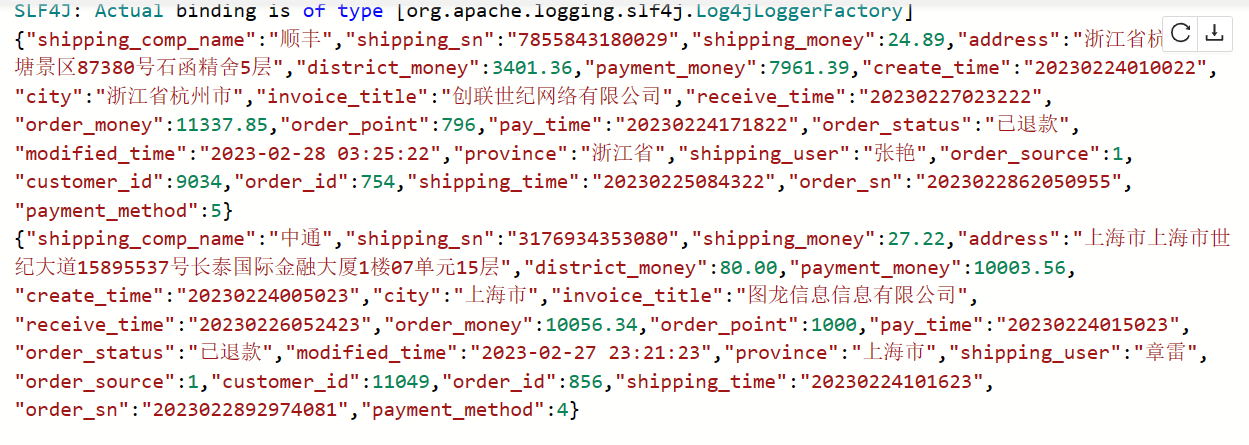 SLF4J: Actual binding is of type [org.apache.logging.slf4j.Log4jLoggerFactory]
{"shipping_comp_name":"顺丰","shipping_sn":"7855843180029","shipping_money":24.89,"address":"浙江省杭
塘景区87380号石函精舍5层","district_money":3401.36,"payment_money":7961.39,"create_time":"20230224010022",
"city":"浙江省杭州市","invoice_title":"创联世纪网络有限公司","receive_time":"20230227023222",
"order_money":11337.85,"order_point":796,"pay_time":"20230224171822","order_status":"已退款",
"modified_time":"2023-02-28 03:25:22","province":"浙江省","shipping_user":"张艳","order_source":1,
"customer_id":9034,"order_id":754,"shipping_time":"20230225084322","order_sn":"2023022862050955",
"payment_method":5}
{"shipping_comp_name":"中通","shipping_sn":"3176934353080","shipping_money":27.22,"address":"上海市上海市世
纪大道15895537号长泰国际金融大厦1楼07单元15层","district_money":80.00,"payment_money":10003.56,
"create_time":"20230224005023","city":"上海市","invoice_title":"图龙信息信息有限公司",
"receive_time":"20230226052423","order_money":10056.34,"order_point":1000,"pay_time":"20230224015023",
"order_status":"已退款","modified_time":"2023-02-27 23:21:23","province":"上海市","shipping_user":"章雷",
"order_source":1,"customer_id":11049,"order_id":856,"shipping_time":"20230224101623",
"order_sn":"2023022892974081","payment_method":4}